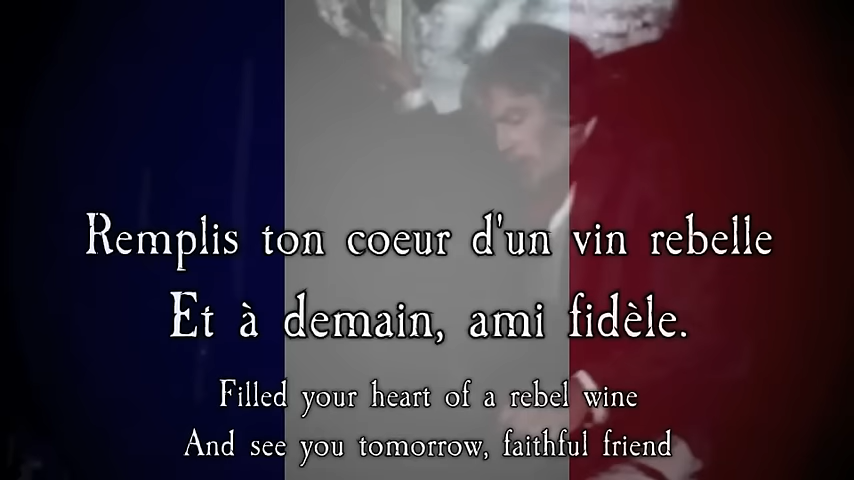 Remplis ton coeur d'un vin rebelle
Et à demain, ami fidèle.
Filled your heart of a rebel wine
And see you tomorrow, faithful friend